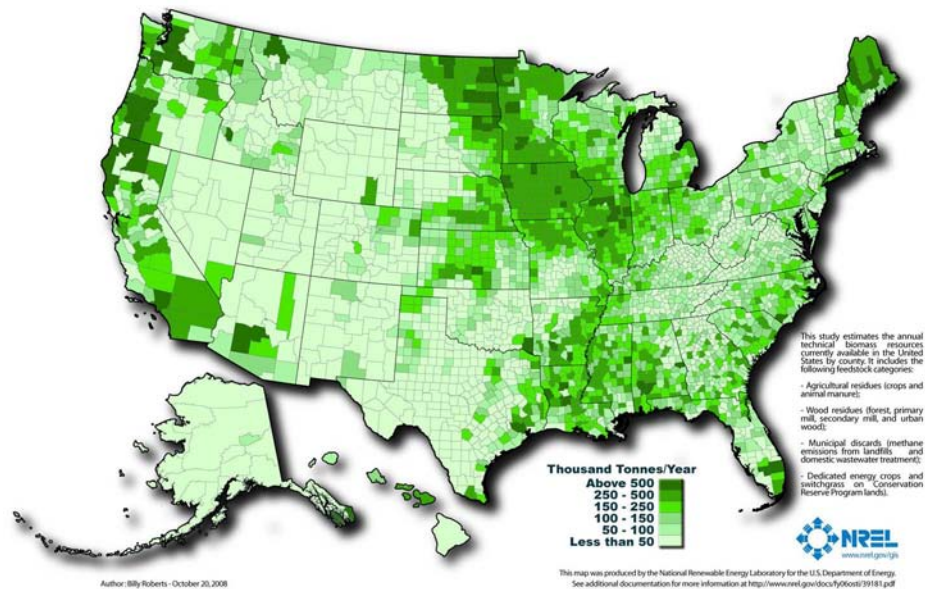 This study estimates the annual
technical biomass resources
currently available in the United
States by county. It includes the
following feedstock categories:
- Agricultural residues (crops and
animal manure);
- Wood residues (forest, primary
mill, secondary mill, and urban
wood);
- Municipal discards (methane
emissions from landfills and
domestic wastewater treatment);
- Dedicated energy crops and
switchgrass on Conservation
Reserve Program lands).
Thousand Tonnes/Year
Above 500
250 - 500
150 - 250
100 - 150
50 - 100
Less than 50
NREL
www.nrel.gov/gis
Author: Billy Roberts - October 20, 2008
This map was produced by the National Renewable Energy Laboratory for the U.S. Department of Energy.
See additional documentation for more information at http://www.nrel.gov/docs/fy06osti/39181.pdf